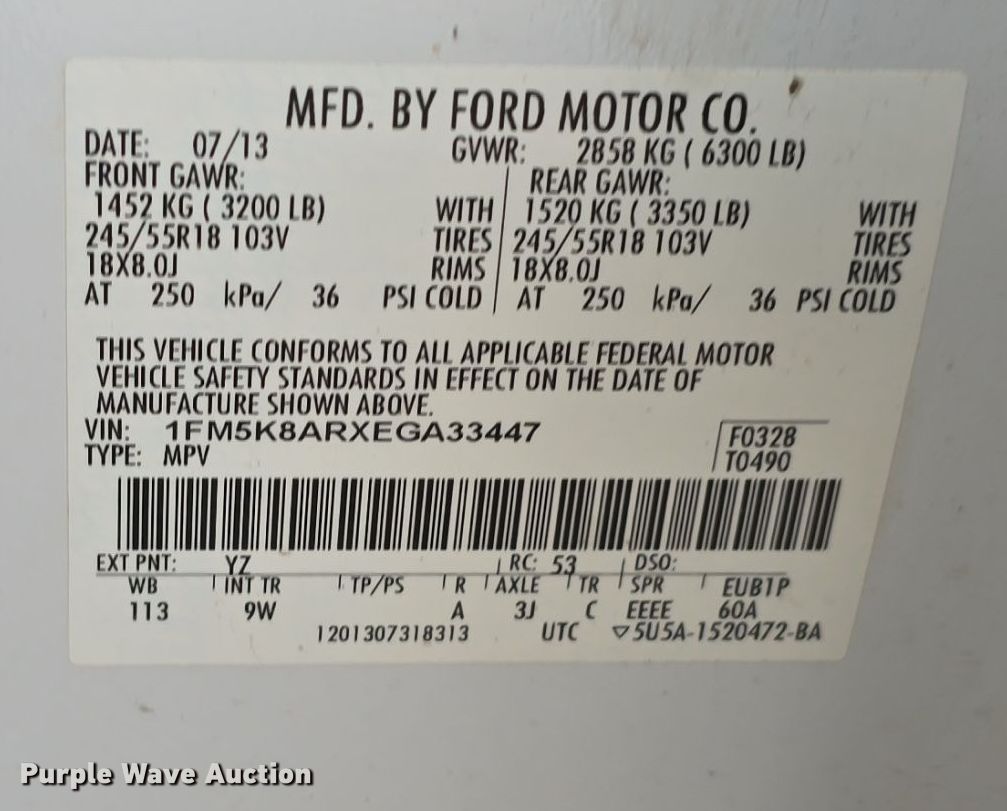 MFD. BY FORD MOTOR CO.
DATE: 07/13 GVWR: 2858 KG ( 6300 LB)
FRONT GAWR: REAR GAWR:
1452 KG ( 3200 LB) WITH 1520 KG ( 3350 LB) WITH
245/55R18 103V TIRES 245/55R18 103V TIRES
18X8.0J RIMS 18X8.0J RIMS
AT 250 kPa/ 36 PSI COLD AT 250 kPa/ 36 PSI COLD
THIS VEHICLE CONFORMS TO ALL APPLICABLE FEDERAL MOTOR
VEHICLE SAFETY STANDARDS IN EFFECT ON THE DATE OF
MANUFACTURE SHOWN ABOVE.
VIN: 1FM5K8ARXEGA33447 F0328
TYPE: MPV T0490
EXT PNT: YZ RC: 53 DSO:
WB INT TR TP/PS R AXLE TR SPR EUB1P
113 9W A 3J C EEEE 60A
1201307318313 UTC ▽5U5A-1520472-BA
Purple Wave Auction